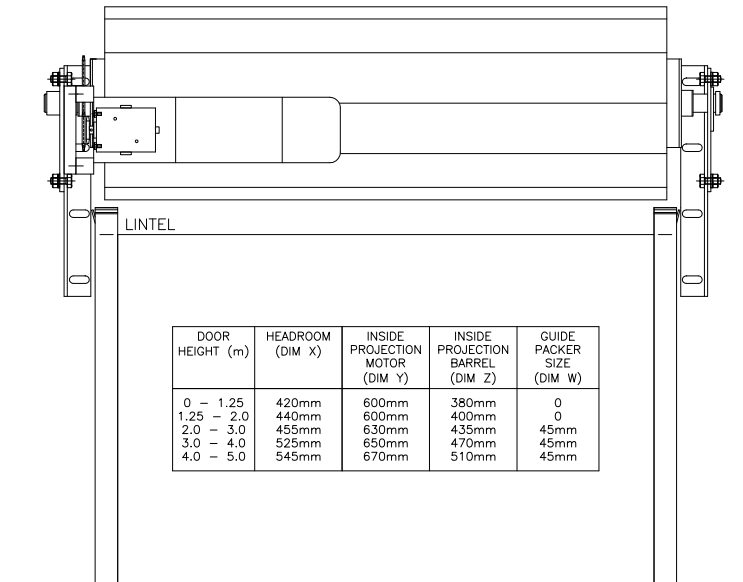 LINTEL
DOOR HEIGHT (m)
HEADROOM (DIM X)
INSIDE PROJECTION MOTOR (DIM Y)
INSIDE PROJECTION BARREL (DIM Z)
GUIDE PACKER SIZE (DIM W)
0 - 1.25 420mm 600mm 380mm 0
1.25 - 2.0 440mm 600mm 400mm 0
2.0 - 3.0 455mm 630mm 435mm 45mm
3.0 - 4.0 525mm 650mm 470mm 45mm
4.0 - 5.0 545mm 670mm 510mm 45mm